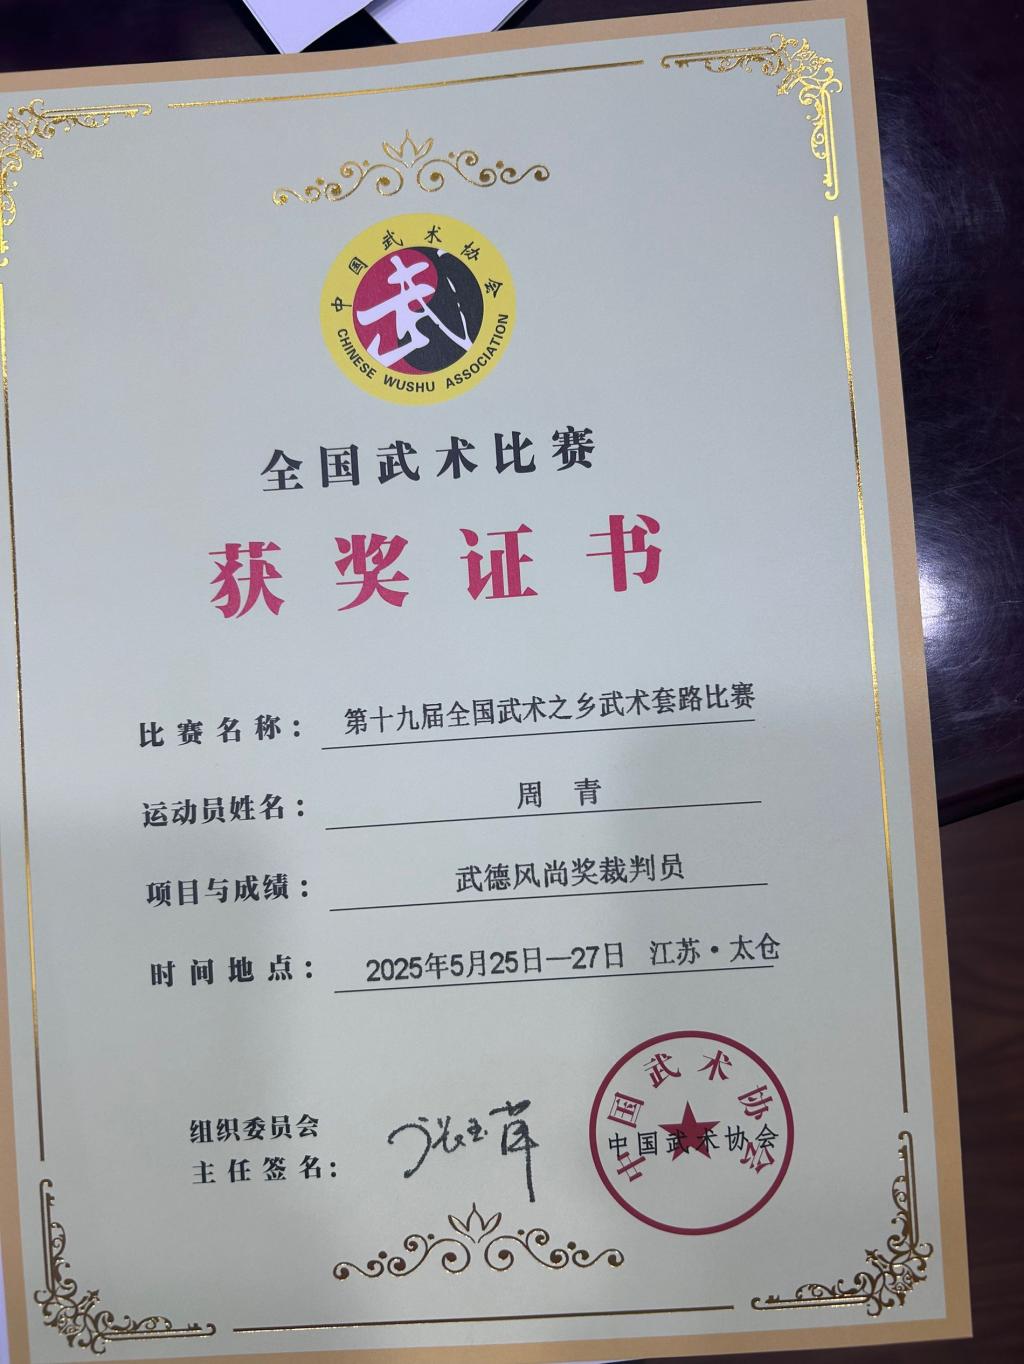 中国武术协会
武
CHINESE WUSHU ASSOCIATION
全国武术比赛
获奖证书
比赛名称： 第十九届全国武术之乡武术套路比赛
运动员姓名： 周 青
项目与成绩： 武德风尚奖裁判员
时间地点： 2025年5月25日—27日 江苏·太仓
组织委员会
主任签名：
中国武术协会
中国武术协会